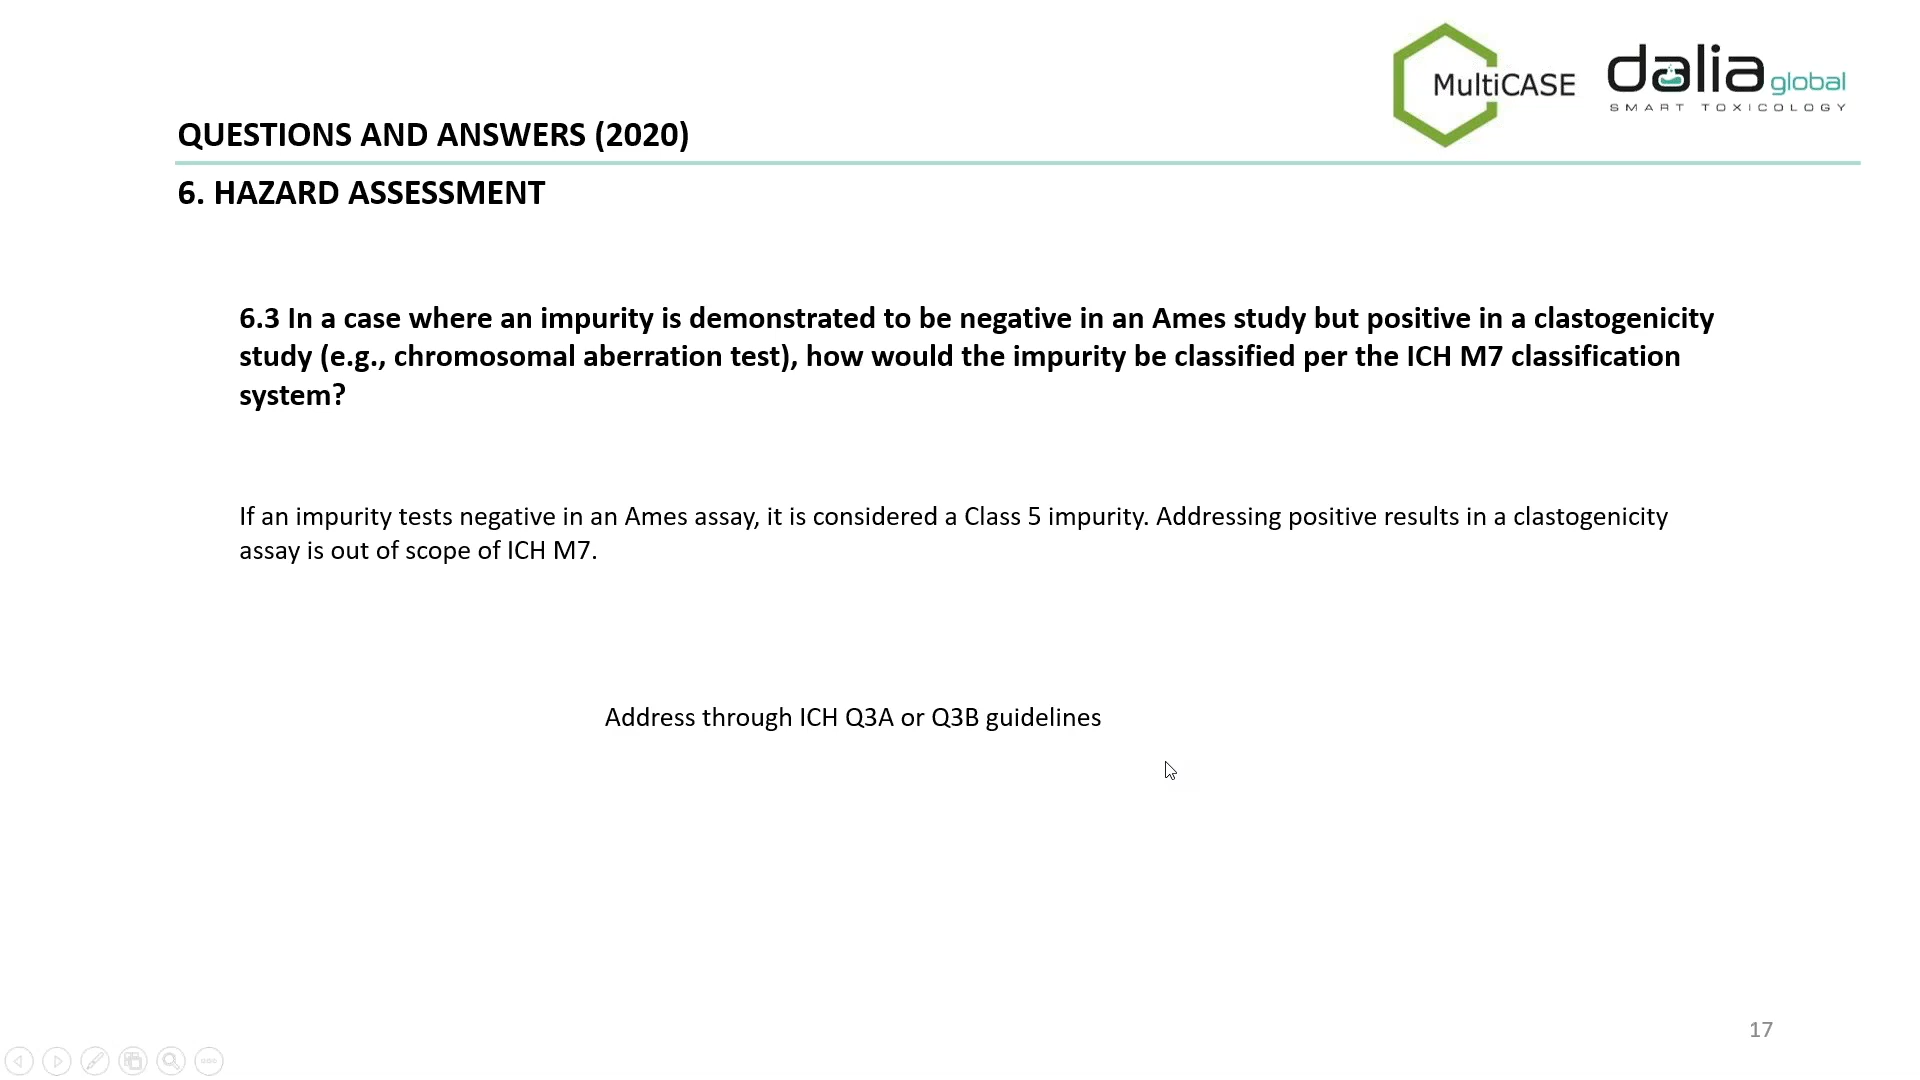 MultiCASE
dalia global
SMART TOXICOLOGY
QUESTIONS AND ANSWERS (2020)
6. HAZARD ASSESSMENT
6.3 In a case where an impurity is demonstrated to be negative in an Ames study but positive in a clastogenicity
study (e.g., chromosomal aberration test), how would the impurity be classified per the ICH M7 classification
system?
If an impurity tests negative in an Ames assay, it is considered a Class 5 impurity. Addressing positive results in a clastogenicity
assay is out of scope of ICH M7.
Address through ICH Q3A or Q3B guidelines
17